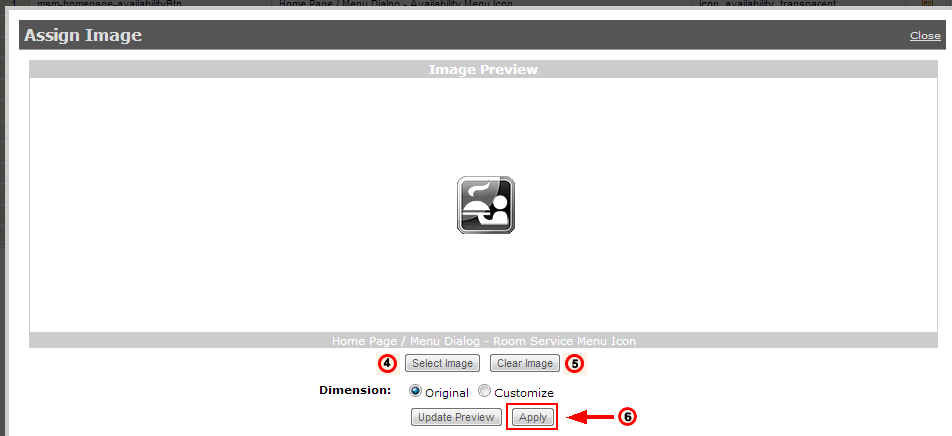 1 msm-homepage-availabilityBtn Home Page / Menu Dialog - Availability Menu Icon icon_availability_transparent
Assign Image Close
Image Preview
Home Page / Menu Dialog - Room Service Menu Icon
4 Select Image Clear Image 5
Dimension: Original Customize
Update Preview Apply 6